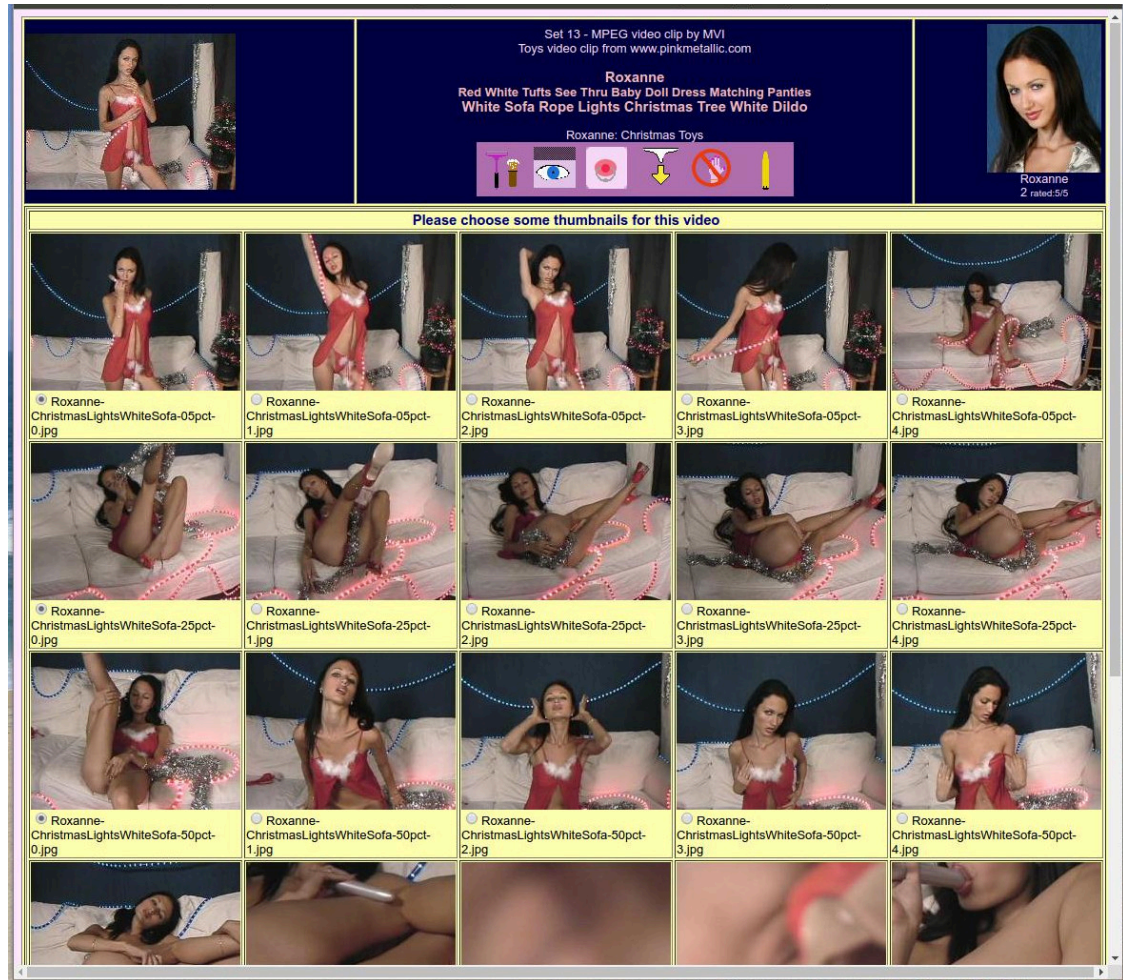 Set 13 - MPEG video clip by MVI
Toys video clip from www.pinkmetallic.com
Roxanne
Red White Tufts See Thru Baby Doll Dress Matching Panties
White Sofa Rope Lights Christmas Tree White Dildo
Roxanne: Christmas Toys
Roxanne
2 rated:5/5
Please choose some thumbnails for this video
Roxanne-
ChristmasLightsWhiteSofa-05pct-
0.jpg
Roxanne-
ChristmasLightsWhiteSofa-05pct-
1.jpg
Roxanne-
ChristmasLightsWhiteSofa-05pct-
2.jpg
Roxanne-
ChristmasLightsWhiteSofa-05pct-
3.jpg
Roxanne-
ChristmasLightsWhiteSofa-05pct-
4.jpg
Roxanne-
ChristmasLightsWhiteSofa-25pct-
0.jpg
Roxanne-
ChristmasLightsWhiteSofa-25pct-
1.jpg
Roxanne-
ChristmasLightsWhiteSofa-25pct-
2.jpg
Roxanne-
ChristmasLightsWhiteSofa-25pct-
3.jpg
Roxanne-
ChristmasLightsWhiteSofa-25pct-
4.jpg
Roxanne-
ChristmasLightsWhiteSofa-50pct-
0.jpg
Roxanne-
ChristmasLightsWhiteSofa-50pct-
1.jpg
Roxanne-
ChristmasLightsWhiteSofa-50pct-
2.jpg
Roxanne-
ChristmasLightsWhiteSofa-50pct-
3.jpg
Roxanne-
ChristmasLightsWhiteSofa-50pct-
4.jpg